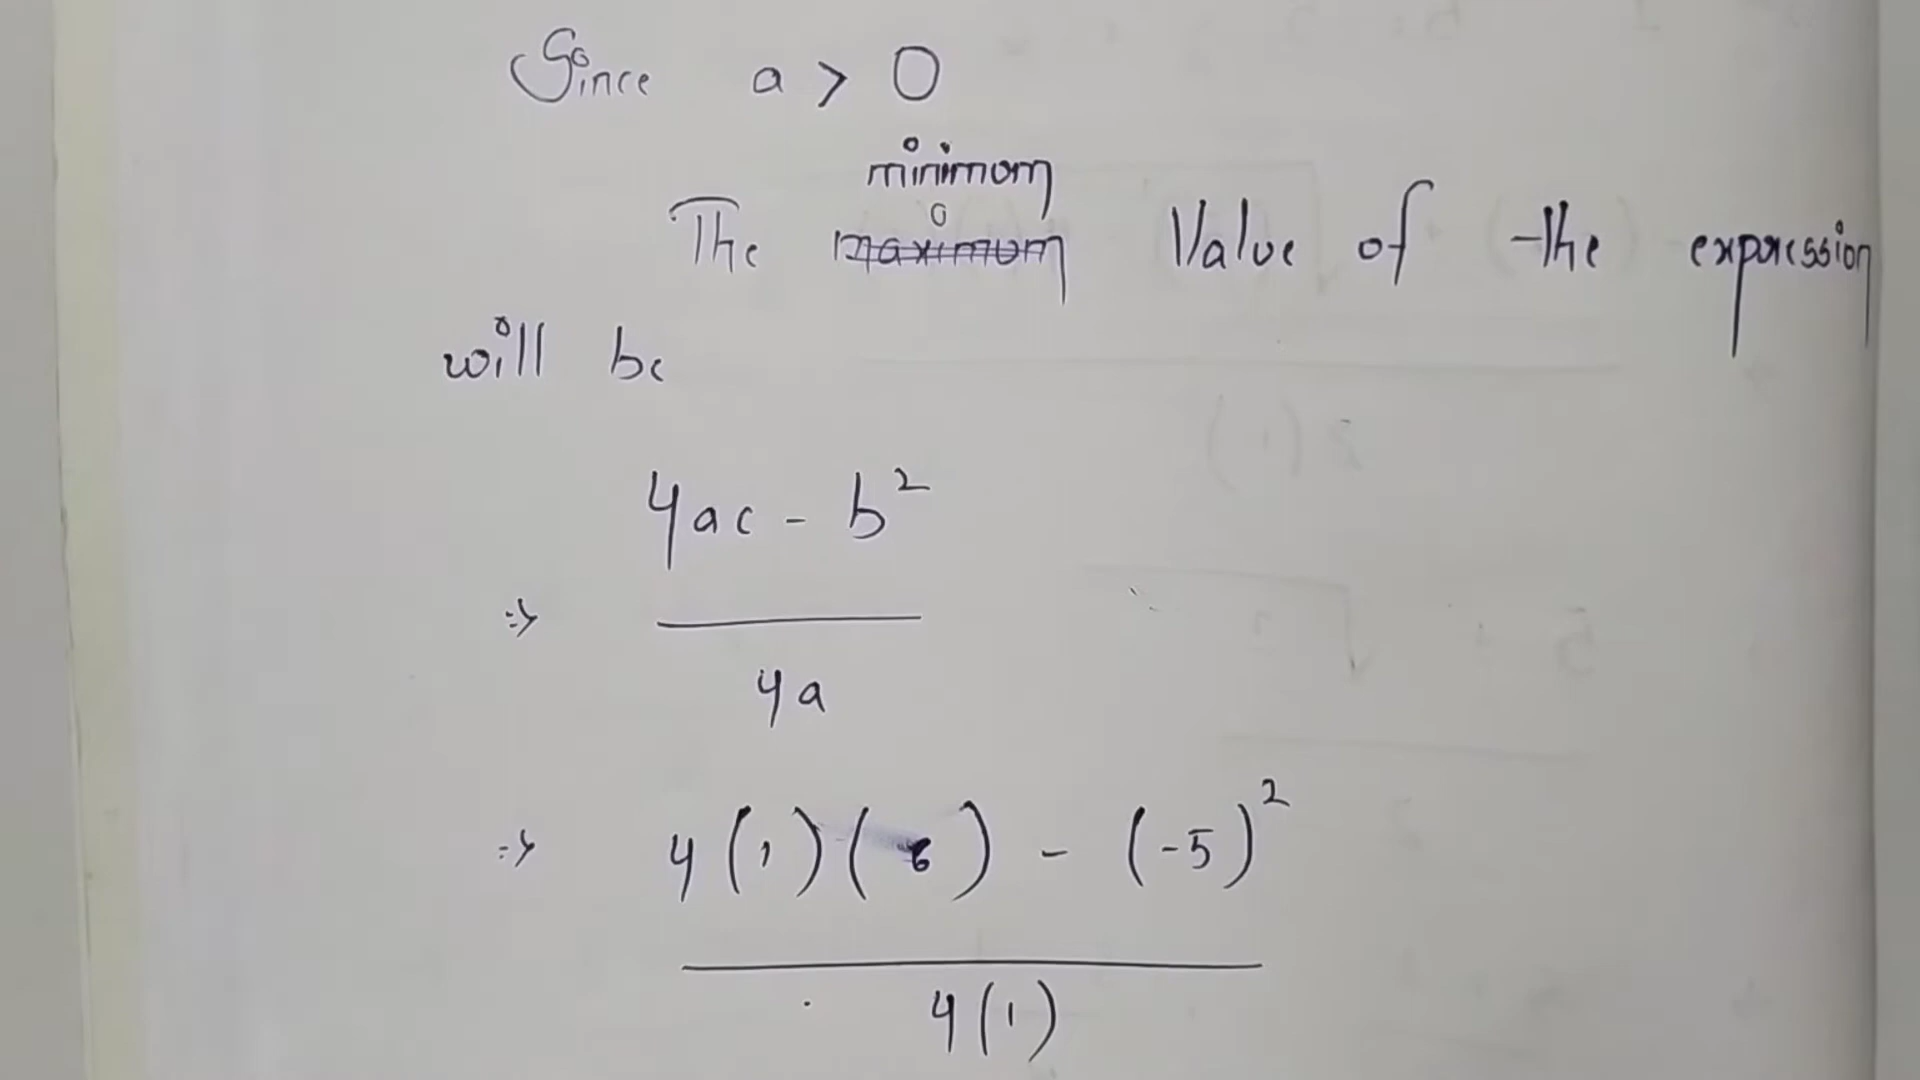 Since a > 0
minimum
The maximum Value of the expression
will be
4ac - b²
⇒
4a
⇒ 4(1)(6) - (-5)²
4(1)